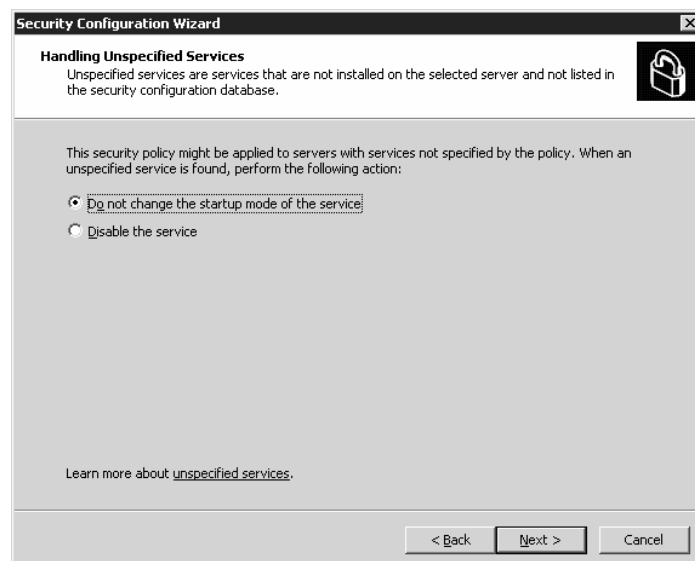 Security Configuration Wizard
Handling Unspecified Services
Unspecified services are services that are not installed on the selected server and not listed in
the security configuration database.
This security policy might be applied to servers with services not specified by the policy. When an
unspecified service is found, perform the following action:
Do not change the startup mode of the service
Disable the service
Learn more about unspecified services.
< Back Next > Cancel